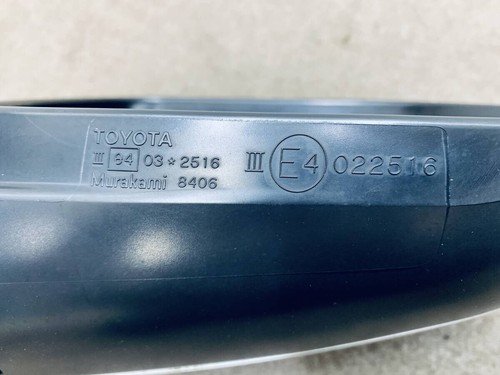 TOYOTA
III 94 03*2516
Murakami 8406
III E4 022516